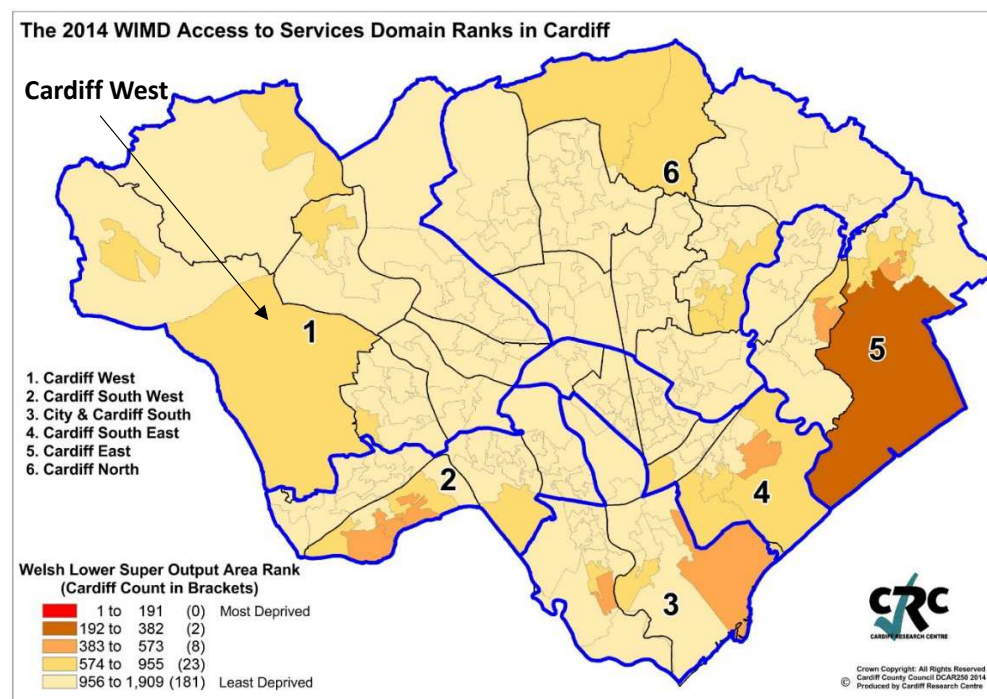 The 2014 WIMD Access to Services Domain Ranks in Cardiff
Cardiff West
6
5
1
1. Cardiff West
2. Cardiff South West
3. City & Cardiff South
4. Cardiff South East
5. Cardiff East
6. Cardiff North
2
4
3
Welsh Lower Super Output Area Rank
(Cardiff Count in Brackets)
1 to 191 (0) Most Deprived
192 to 382 (2)
383 to 573 (8)
574 to 955 (23)
956 to 1,909 (181) Least Deprived
CRC
CARDIFF RESEARCH CENTRE
Crown Copyright: All Rights Reserved
© Cardiff County Council DCAR250 2014
Produced by Cardiff Research Centre